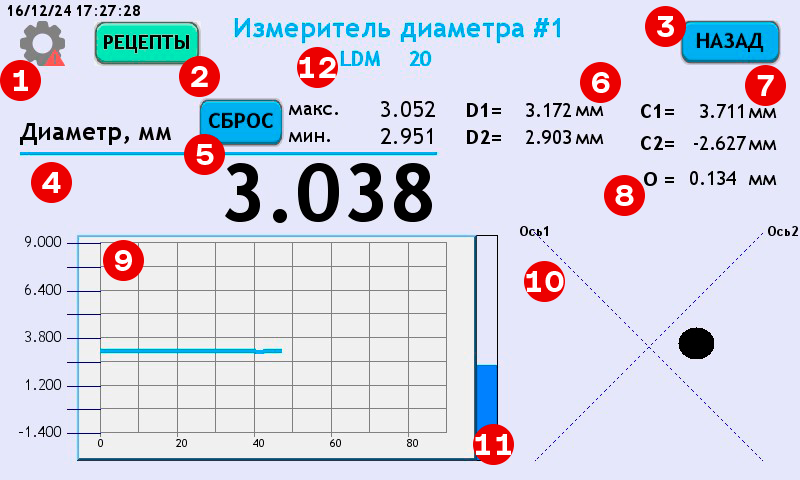 16/12/24 17:27:28
Измеритель диаметра #1
1
РЕЦЕПТЫ
2
12
LDM 20
3
НАЗАД
7
6
Диаметр, мм
СБРОС
5
макс. 3.052
мин. 2.951
D1= 3.172 мм
D2= 2.903 мм
C1= 3.711 мм
C2= -2.627 мм
8
O = 0.134 мм
4
3.038
9
9.000
6.400
3.800
1.200
-1.400
0 20 40 60 80
11
Ось1
Ось2
10